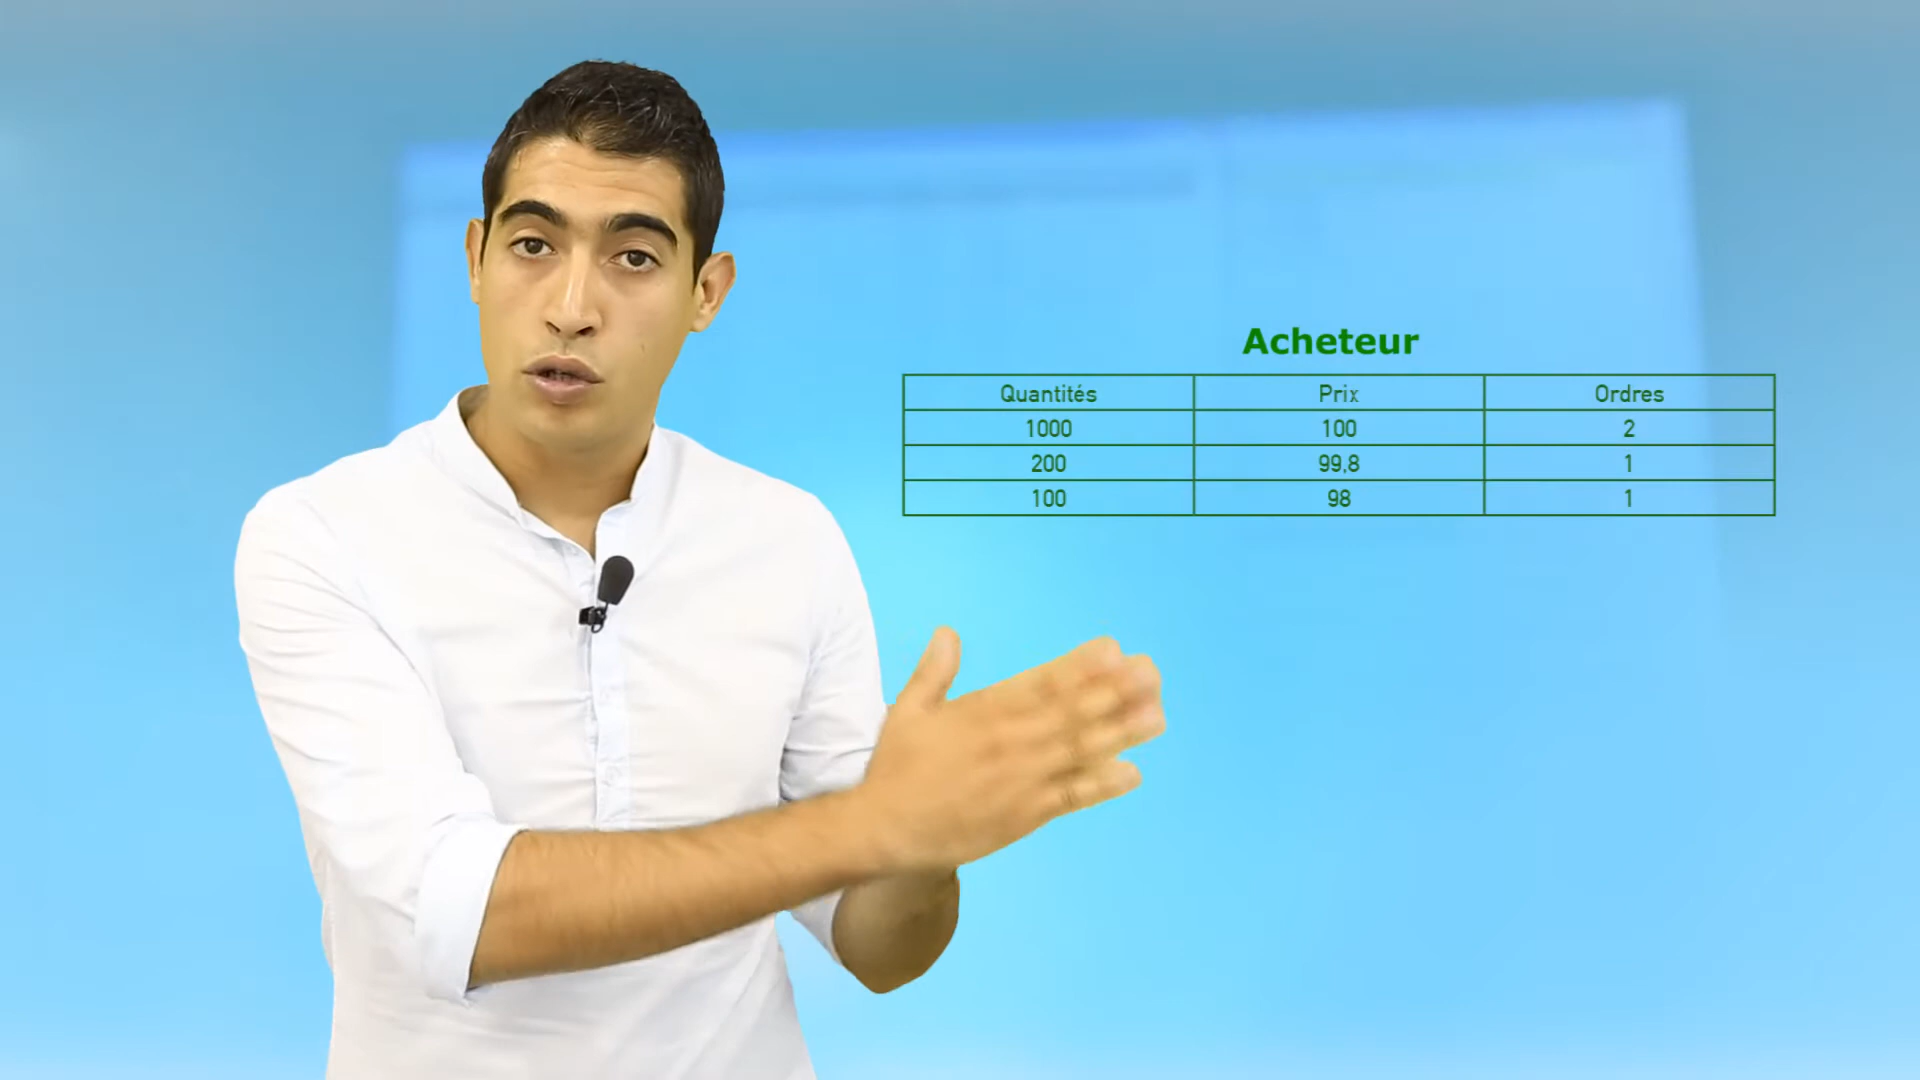 Acheteur
Quantités Prix Ordres
1000 100 2
200 99,8 1
100 98 1